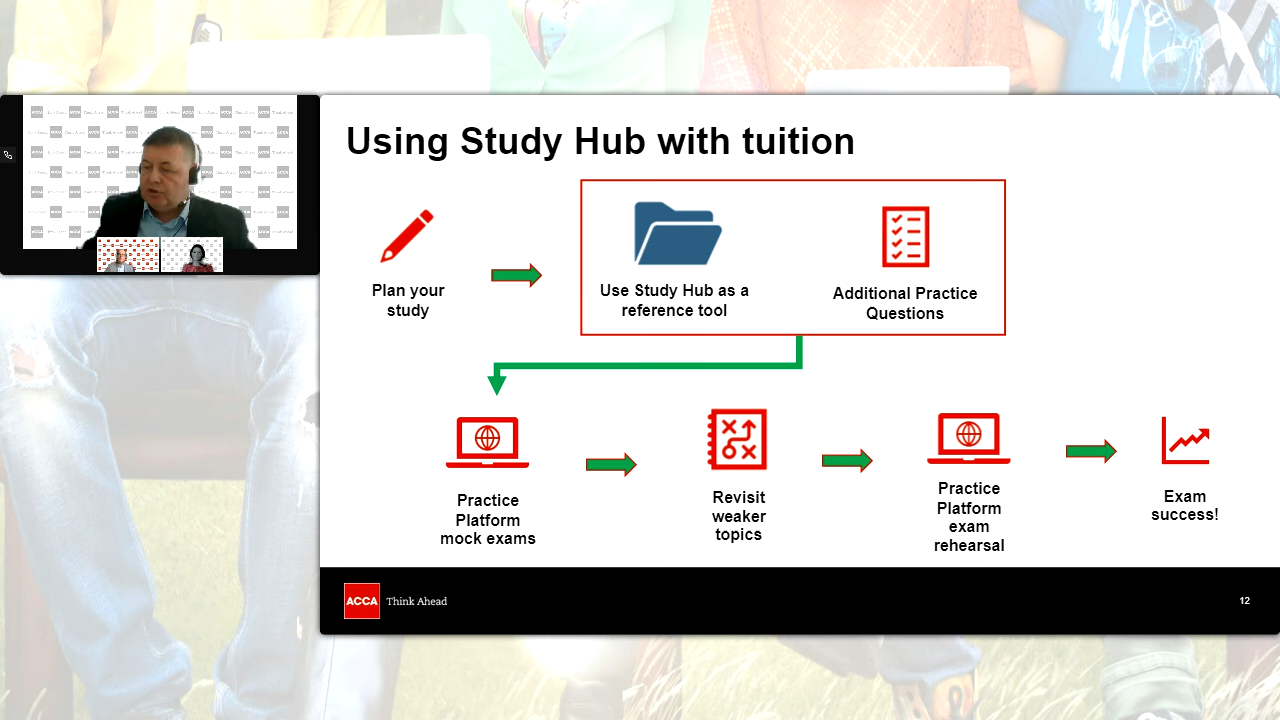 Using Study Hub with tuition
Plan your
study
Use Study Hub as a
reference tool
Additional Practice
Questions
Practice
Platform
mock exams
Revisit
weaker
topics
Practice
Platform
exam
rehearsal
Exam
success!
ACCA Think Ahead
12